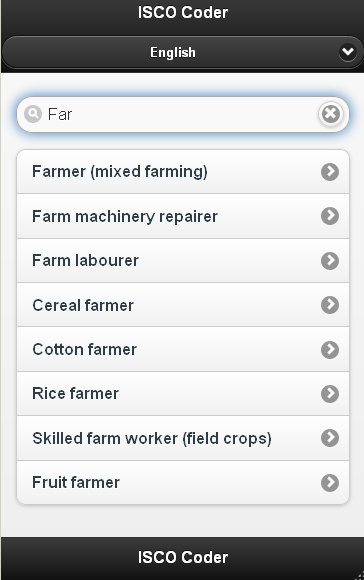 ISCO Coder
English
Far
Farmer (mixed farming)
Farm machinery repairer
Farm labourer
Cereal farmer
Cotton farmer
Rice farmer
Skilled farm worker (field crops)
Fruit farmer
ISCO Coder